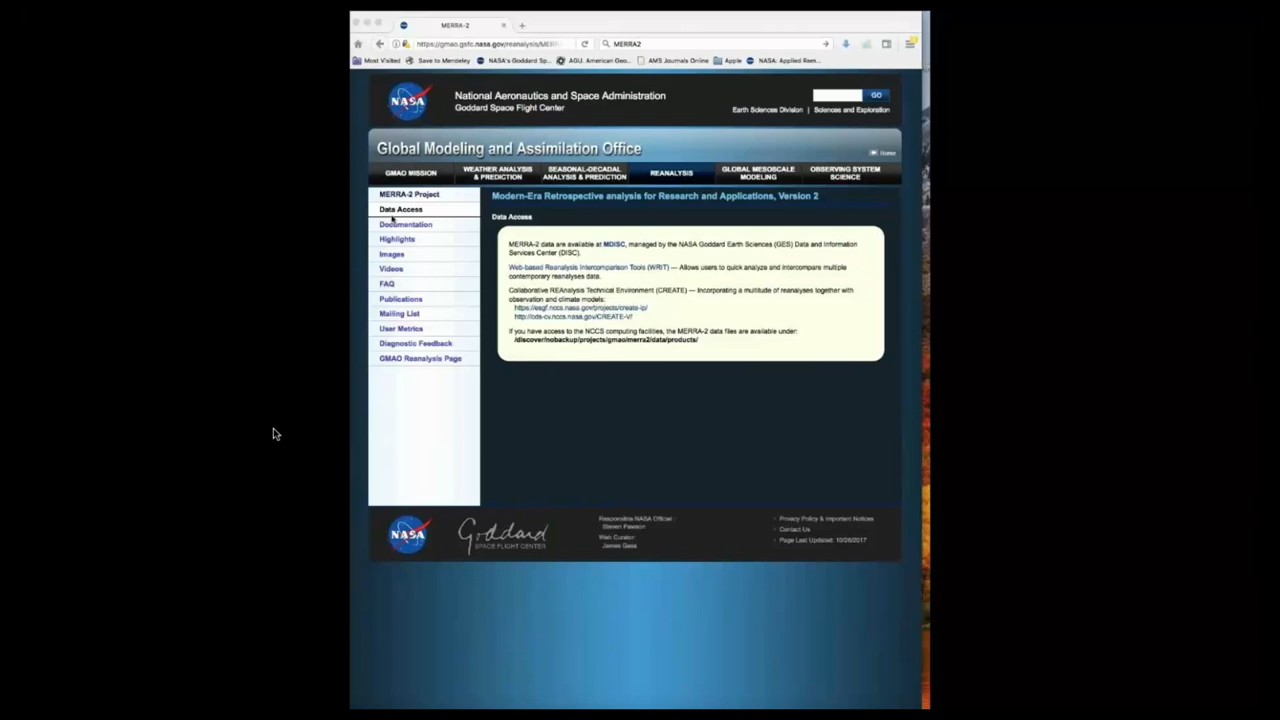 MERRA-2
https://gmao.gsfc.nasa.gov/reanalysis/MERR
MERRA2
Most Visited
Save to Mendeley
NASA's Goddard Sp...
AGU. American Geo...
AMS Journals Online
Apple
NASA: Applied Rem...
NASA
National Aeronautics and Space Administration
Goddard Space Flight Center
GO
Earth Sciences Division | Sciences and Exploration
Global Modeling and Assimilation Office
Home
GMAO MISSION
WEATHER ANALYSIS
& PREDICTION
SEASONAL-DECADAL
ANALYSIS & PREDICTION
REANALYSIS
GLOBAL MESOSCALE
MODELING
OBSERVING SYSTEM
SCIENCE
MERRA-2 Project
Data Access
Documentation
Highlights
Images
Videos
FAQ
Publications
Mailing List
User Metrics
Diagnostic Feedback
GMAO Reanalysis Page
Modern-Era Retrospective analysis for Research and Applications, Version 2
Data Access
MERRA-2 data are available at MDISC, managed by the NASA Goddard Earth Sciences (GES) Data and Information
Services Center (DISC).
Web-based Reanalysis Intercomparison Tools (WRIT) — Allows users to quickly analyze and intercompare multiple
contemporary reanalyses data.
Collaborative REAnalysis Technical Environment (CREATE) — Incorporating a multitude of reanalyses together with
observation and climate models:
https://esgf.nccs.nasa.gov/projects/create-ip/
http://cds-cv.nccs.nasa.gov/CREATE-V/
If you have access to the NCCS computing facilities, the MERRA-2 data files are available under:
/discover/nobackup/projects/gmao/merra2/data/products/
NASA
Goddard
SPACE FLIGHT CENTER
Responsible NASA Official :
Steven Pawson
Web Curator:
James Gass
Privacy Policy & Important Notices
Contact Us
Page Last Updated: 10/26/2017